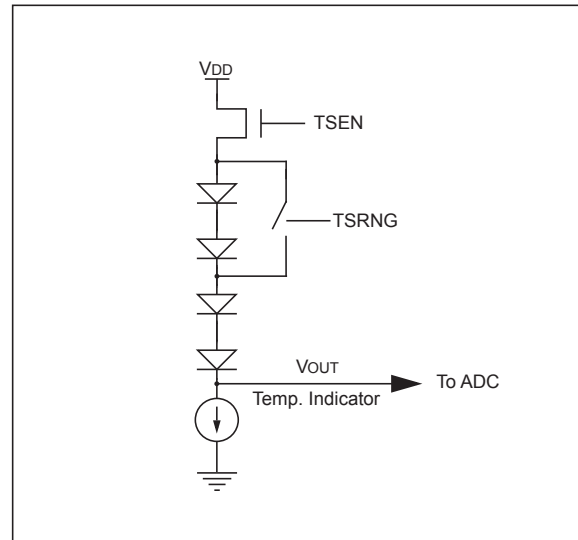 VDD
TSEN
TSRNG
VOUT
To ADC
Temp. Indicator